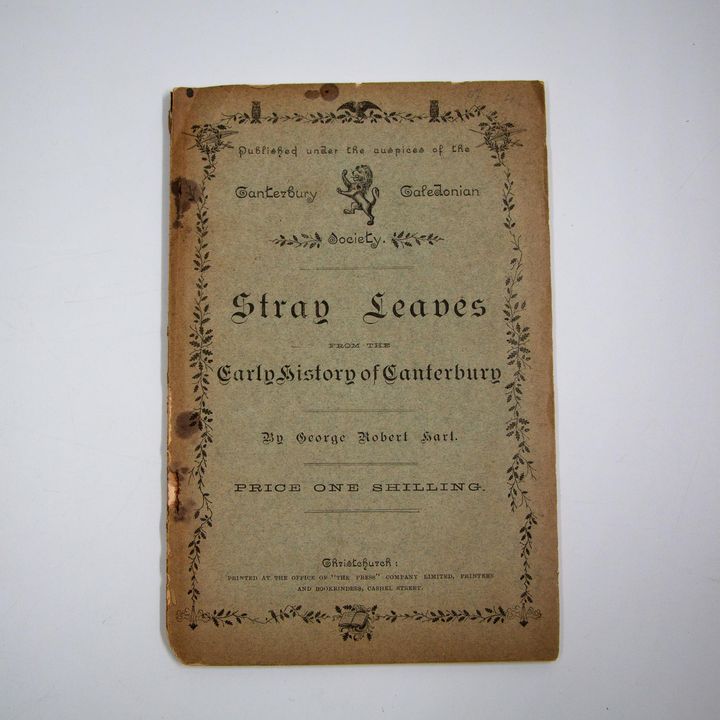 Published under the auspices of the
Canterbury Caledonian
Society.
Stray Leaves
FROM THE
Early History of Canterbury
By George Robert Hart.
PRICE ONE SHILLING.
Christchurch:
PRINTED AT THE OFFICE OF "THE PRESS" COMPANY LIMITED, PRINTERS
AND BOOKBINDERS, CASHEL STREET.